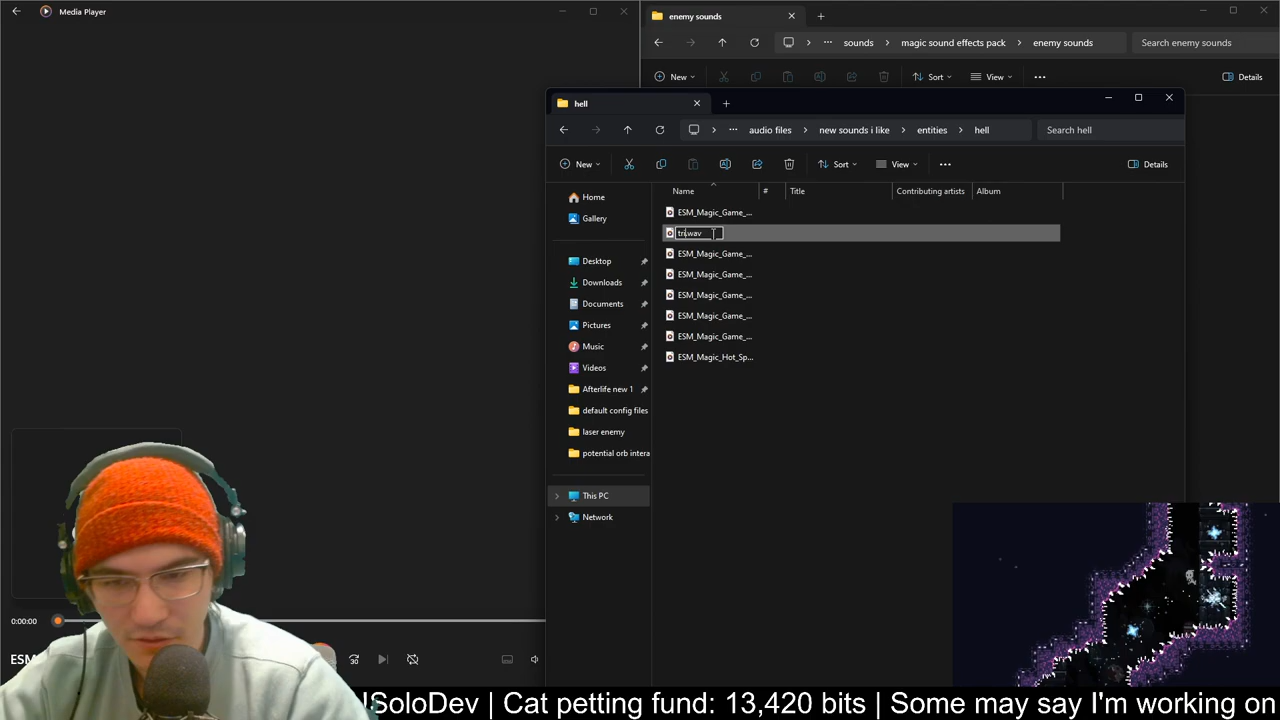 Media Player
enemy sounds
sounds
magic sound effects pack
enemy sounds
Search enemy sounds
New
Sort
View
Details
hell
audio files
new sounds i like
entities
hell
Search hell
New
Sort
View
Details
Home
Gallery
Desktop
Downloads
Documents
Pictures
Music
Videos
Afterlife new 1
default config files
laser enemy
potential orb intera
This PC
Network
Name
#
Title
Contributing artists
Album
ESM_Magic_Game_...
tri.wav
ESM_Magic_Game_...
ESM_Magic_Game_...
ESM_Magic_Game_...
ESM_Magic_Game_...
ESM_Magic_Game_...
ESM_Magic_Hot_Sp...
0:00:00
ESM
30
SoloDev | Cat petting fund: 13,420 bits | Some may say I'm working on